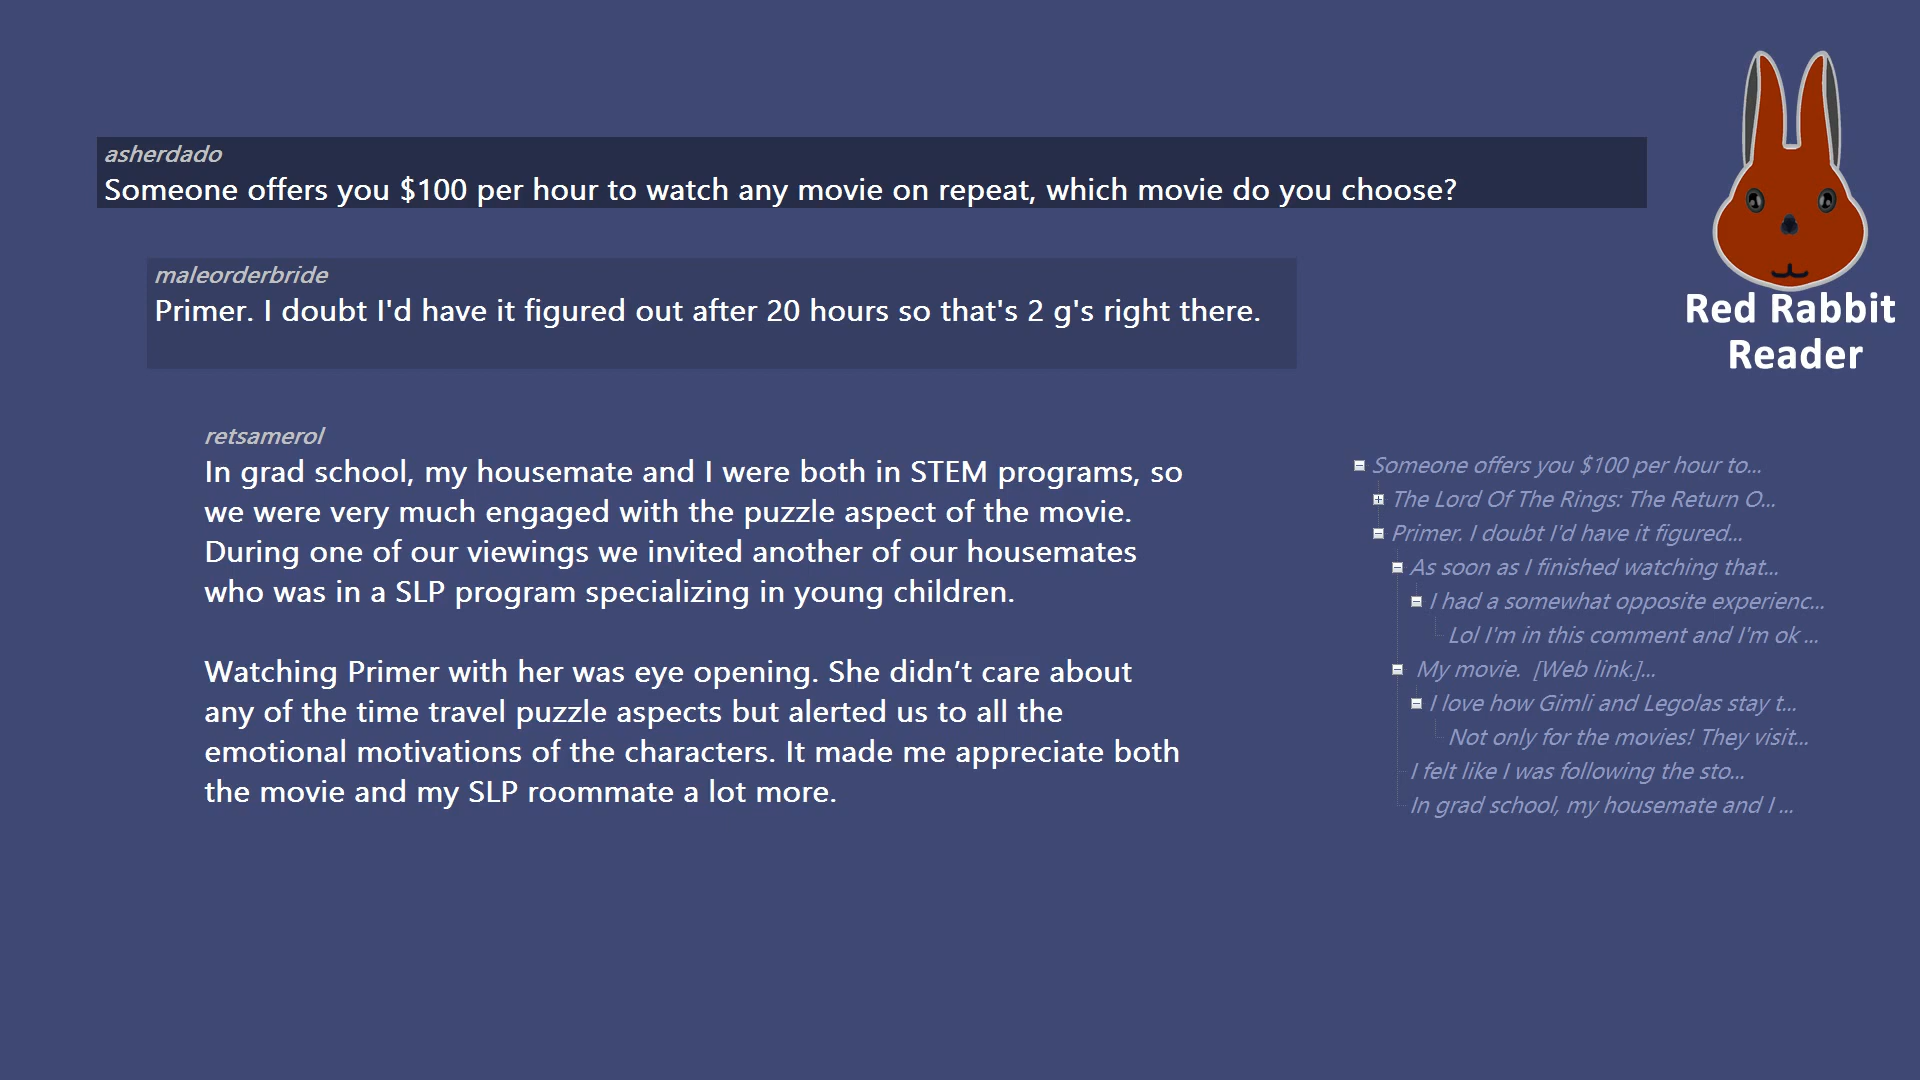 asherdado
Someone offers you $100 per hour to watch any movie on repeat, which movie do you choose?
maleorderbride
Primer. I doubt I'd have it figured out after 20 hours so that's 2 g's right there.
retsamerol
In grad school, my housemate and I were both in STEM programs, so
we were very much engaged with the puzzle aspect of the movie.
During one of our viewings we invited another of our housemates
who was in a SLP program specializing in young children.
Watching Primer with her was eye opening. She didn’t care about
any of the time travel puzzle aspects but alerted us to all the
emotional motivations of the characters. It made me appreciate both
the movie and my SLP roommate a lot more.
Red Rabbit
Reader
Someone offers you $100 per hour to...
The Lord Of The Rings: The Return O...
Primer. I doubt I'd have it figured...
As soon as I finished watching that...
I had a somewhat opposite experienc...
Lol I'm in this comment and I'm ok ...
My movie.  [Web link.]...
I love how Gimli and Legolas stay t...
Not only for the movies! They visit...
I felt like I was following the sto...
In grad school, my housemate and I ...